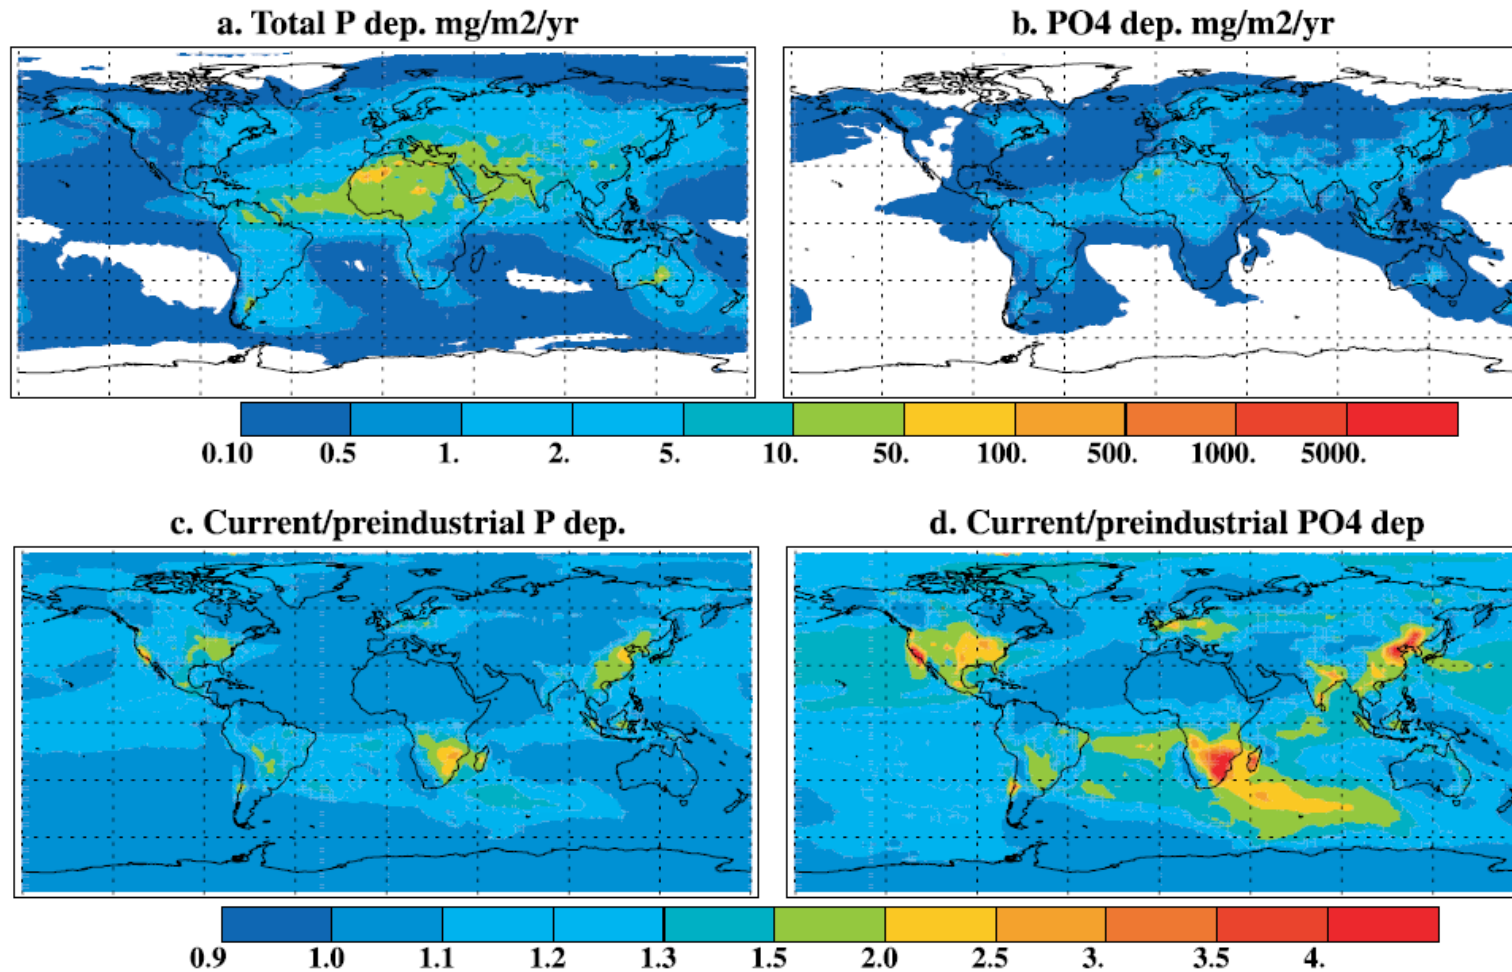 a. Total P dep. mg/m2/yr
b. PO4 dep. mg/m2/yr
0.10 0.5 1. 2. 5. 10. 50. 100. 500. 1000. 5000.
c. Current/preindustrial P dep.
d. Current/preindustrial PO4 dep
0.9 1.0 1.1 1.2 1.3 1.5 2.0 2.5 3. 3.5 4.